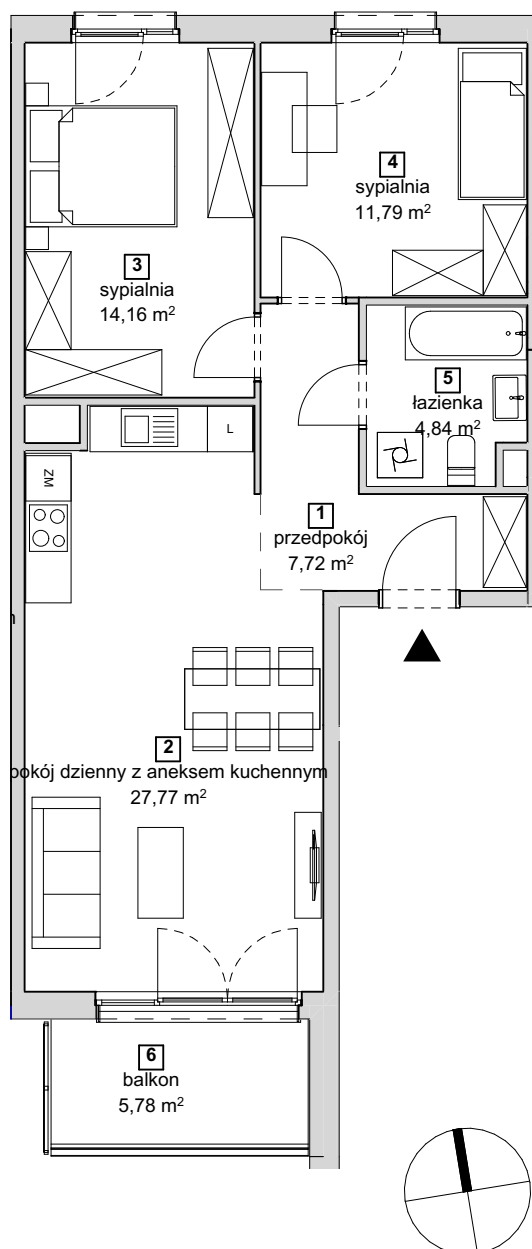 4
sypialnia
11,79 m²
3
sypialnia
14,16 m²
5
łazienka
4,84 m²
L
ZM
1
przedpokój
7,72 m²
2
pokój dzienny z aneksem kuchennym
27,77 m²
6
balkon
5,78 m²